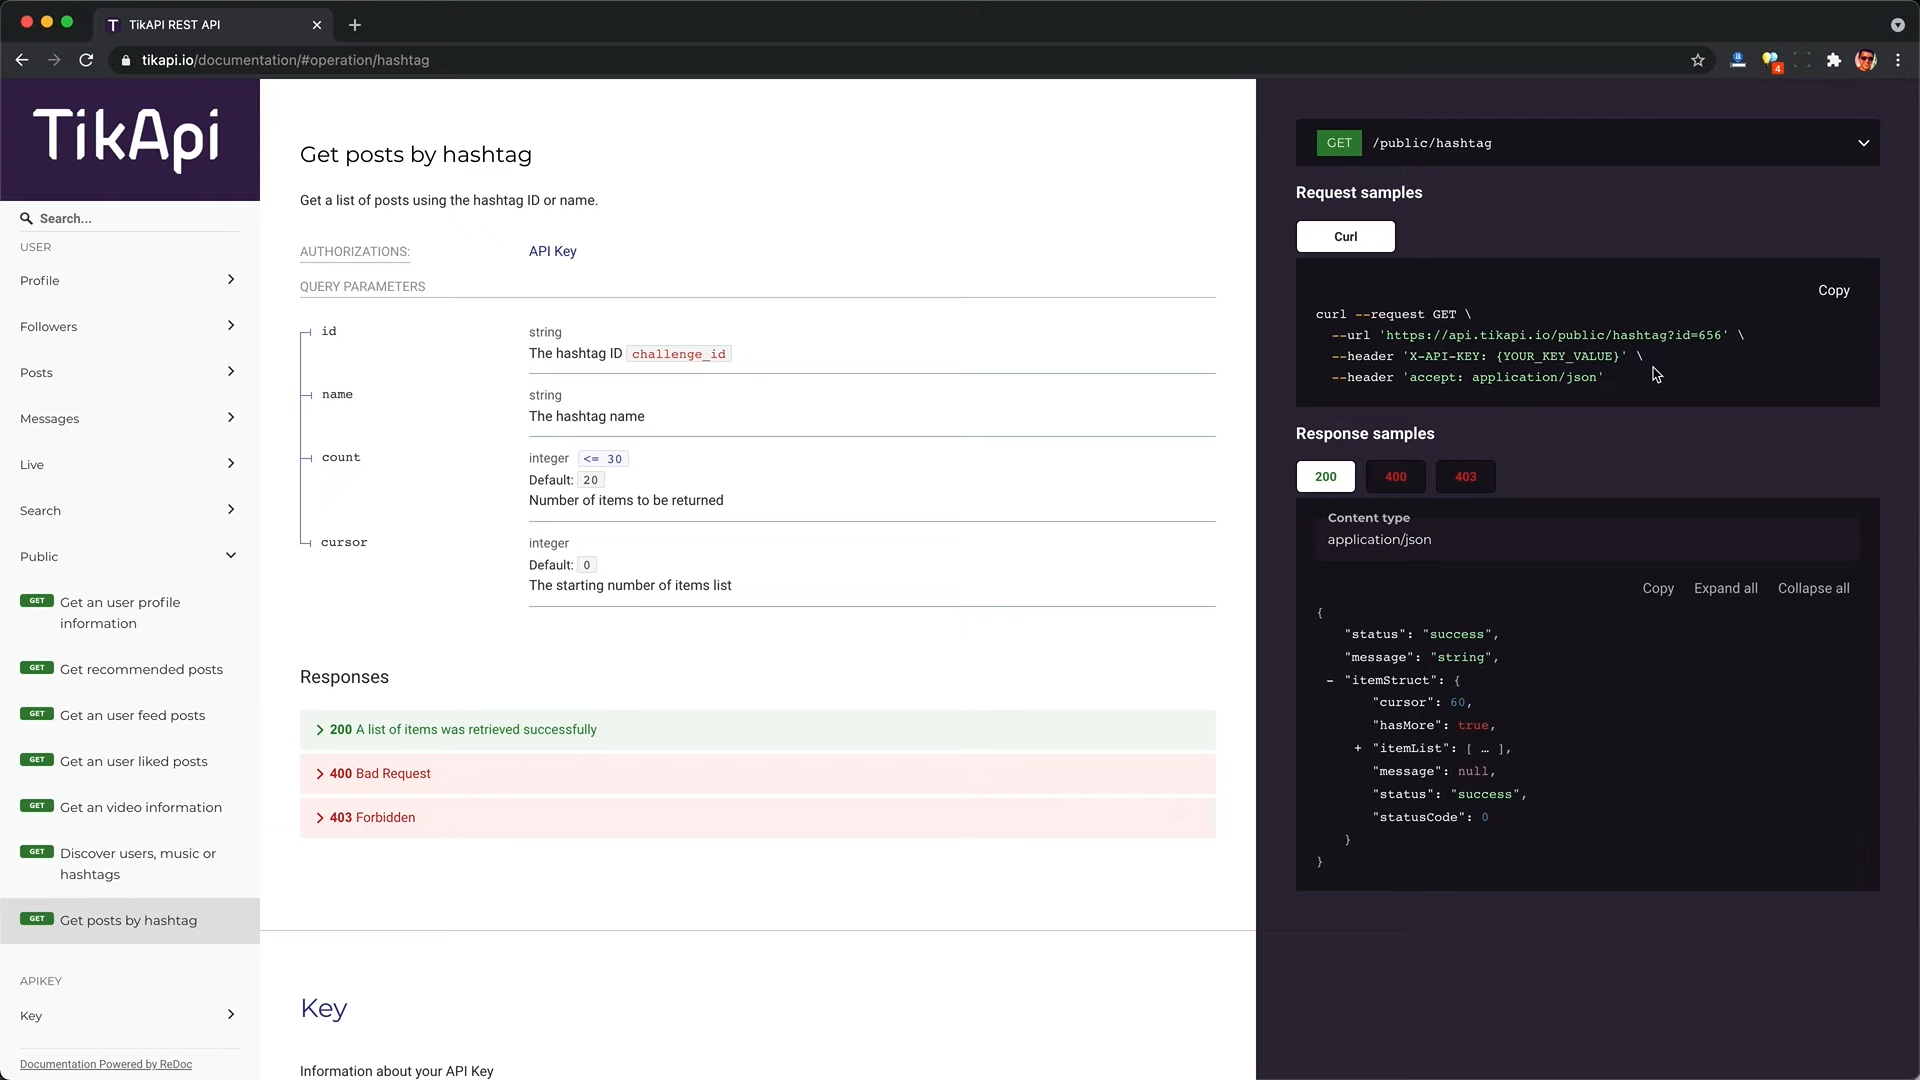 TikAPI REST API
tikapi.io/documentation/#operation/hashtag
4
TikApi
Search...
USER
Profile
Followers
Posts
Messages
Live
Search
Public
GET Get an user profile
information
GET Get recommended posts
GET Get an user feed posts
GET Get an user liked posts
GET Get an video information
GET Discover users, music or
hashtags
GET Get posts by hashtag
APIKEY
Key
Documentation Powered by ReDoc
Get posts by hashtag
Get a list of posts using the hashtag ID or name.
AUTHORIZATIONS: API Key
QUERY PARAMETERS
id string
The hashtag ID challenge_id
name string
The hashtag name
count integer <= 30
Default: 20
Number of items to be returned
cursor integer
Default: 0
The starting number of items list
Responses
200 A list of items was retrieved successfully
400 Bad Request
403 Forbidden
Key
Information about your API Key
GET /public/hashtag
Request samples
Curl
Copy
curl --request GET \
--url 'https://api.tikapi.io/public/hashtag?id=656' \
--header 'X-API-KEY: {YOUR_KEY_VALUE}' \
--header 'accept: application/json'
Response samples
200 400 403
Content type
application/json
Copy Expand all Collapse all
{
"status": "success",
"message": "string",
- "itemStruct": {
"cursor": 60,
"hasMore": true,
+ "itemList": [ … ],
"message": null,
"status": "success",
"statusCode": 0
}
}